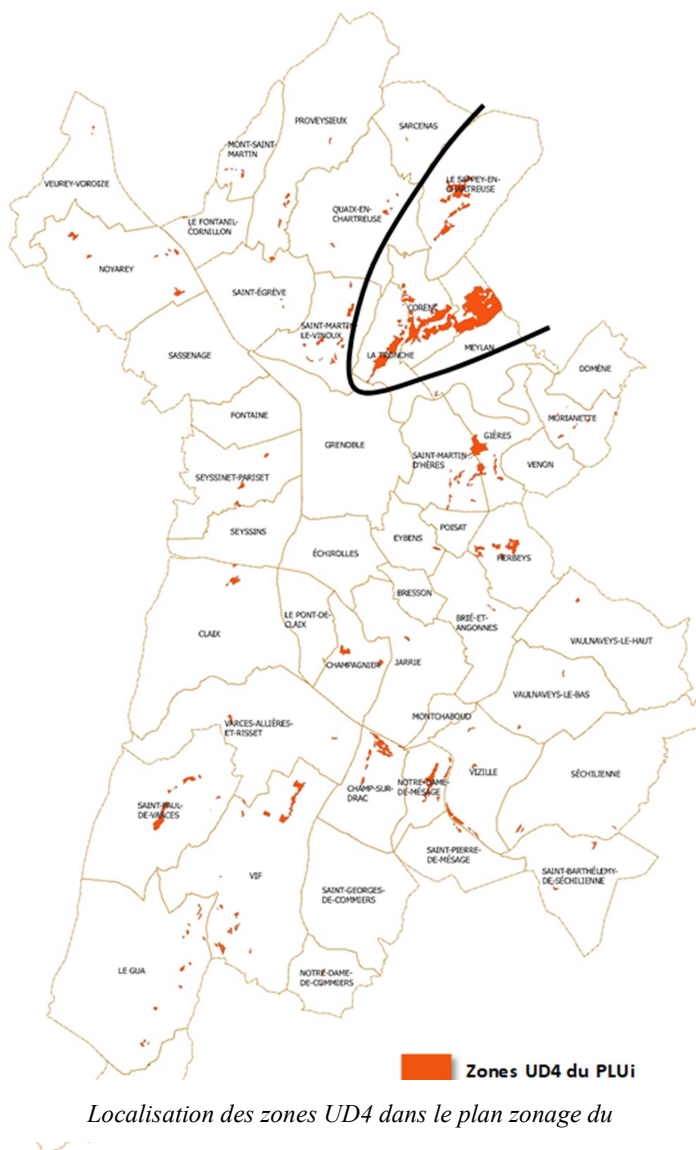 PROVEYSIEUX
SARCENAS
MONT-SAINT-
MARTIN
VEUREY-VOROIZE
LE SAPPEY-EN-
CHARTREUSE
QUAIX-EN-
CHARTREUSE
LE FONTANIL-
CORNILLON
NOYAREY
SAINT-ÉGRÈVE
CORENC
SAINT-MARTIN-
LE-VINOUX
SASSENAGE
LA TRONCHE
MEYLAN
DOMÈNE
FONTAINE
MURIANETTE
GRENOBLE
GIÈRES
SAINT-MARTIN-
D'HÈRES
VENON
SEYSSINET-PARISET
SEYSSINS
POISAT
EYBENS
ÉCHIROLLES
HERBEYS
BRESSON
LE PONT-DE-
CLAIX
BRIÉ-ET-
ANGONNES
CLAIX
VAULNAVEYS-LE-HAUT
CHAMPAGNIER
JARRIE
VAULNAVEYS-LE-BAS
MONTCHABOUD
VARCES-ALLIÈRES-
ET-RISSET
VIZILLE
SÉCHILIENNE
NOTRE-DAME-
DE-MÉSAGE
CHAMP-SUR-
DRAC
SAINT-PAUL-
DE-VARCES
SAINT-PIERRE-
DE-MÉSAGE
VIF
SAINT-BARTHÉLEMY-
DE-SÉCHILIENNE
SAINT-GEORGES-
DE-COMMIERS
LE GUA
NOTRE-DAME-
DE-COMMIERS
Zones UD4 du PLUi
Localisation des zones UD4 dans le plan zonage du